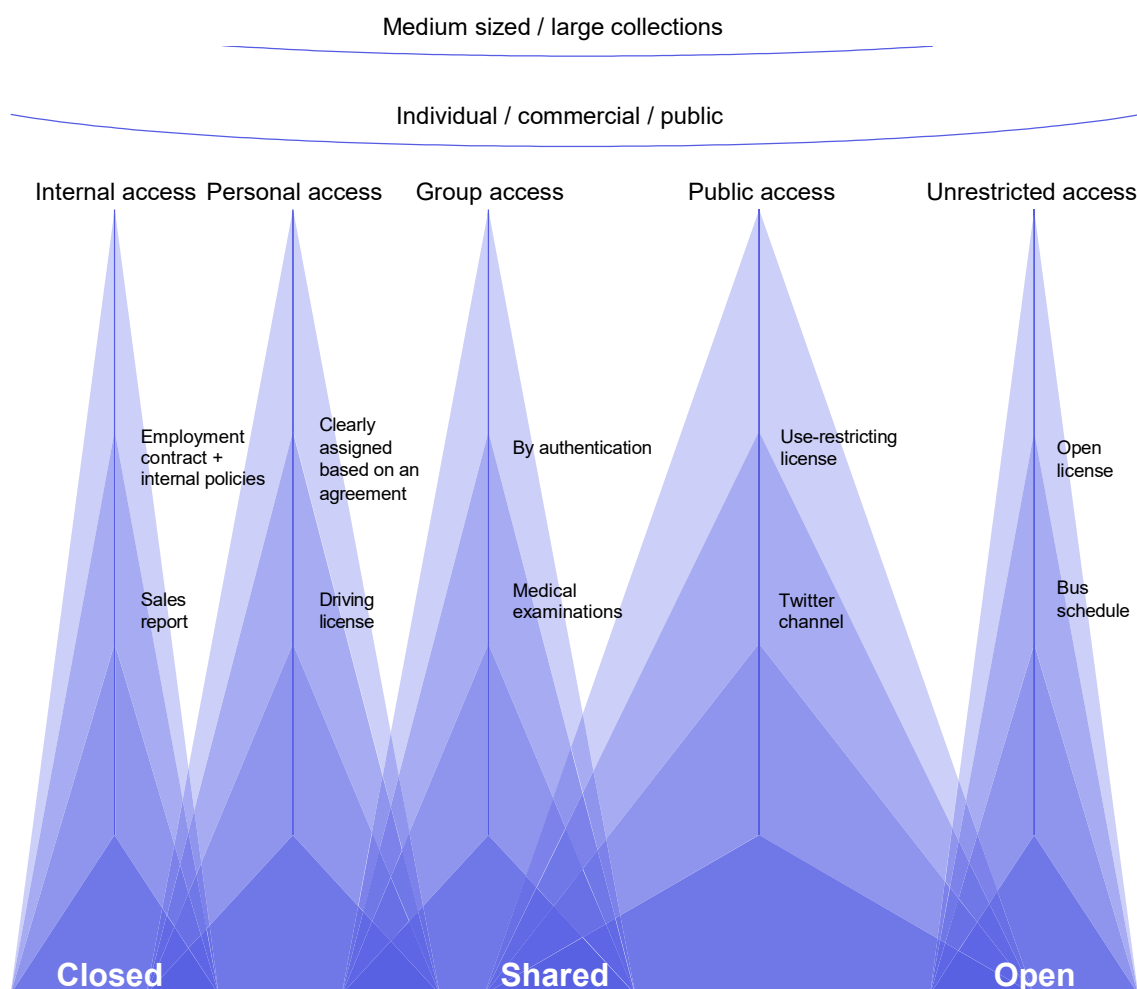 Medium sized / large collections
Individual / commercial / public
Internal access
Personal access
Group access
Public access
Unrestricted access
Employment
contract +
internal policies
Clearly
assigned
based on an
agreement
By authentication
Use-restricting
license
Open
license
Sales
report
Driving
license
Medical
examinations
Twitter
channel
Bus
schedule
Closed
Shared
Open